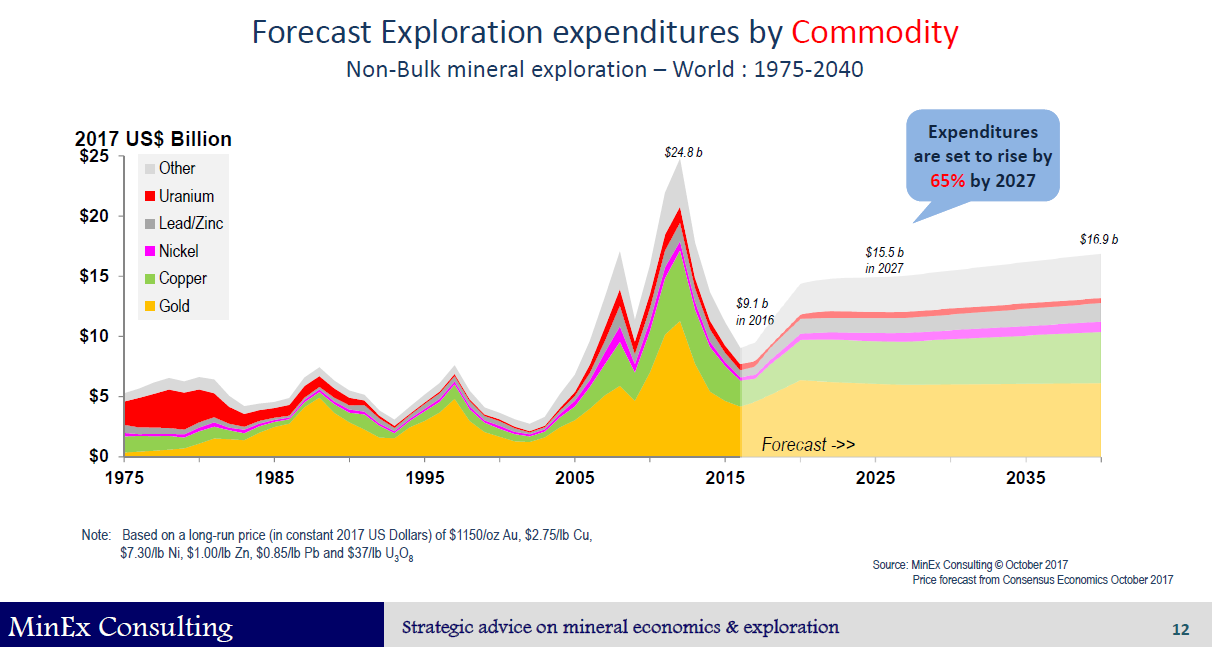 Forecast Exploration expenditures by Commodity
Non-Bulk mineral exploration – World : 1975-2040
2017 US$ Billion
$25
$20
$15
$10
$5
$0
Other
Uranium
Lead/Zinc
Nickel
Copper
Gold
$24.8 b
$9.1 b
in 2016
Expenditures
are set to rise by
65% by 2027
$15.5 b
in 2027
$16.9 b
Forecast ->>
1975
1985
1995
2005
2015
2025
2035
Note: Based on a long-run price (in constant 2017 US Dollars) of $1150/oz Au, $2.75/lb Cu,
$7.30/lb Ni, $1.00/lb Zn, $0.85/lb Pb and $37/lb U3O8
Source: MinEx Consulting © October 2017
Price forecast from Consensus Economics October 2017
MinEx Consulting
Strategic advice on mineral economics & exploration
12